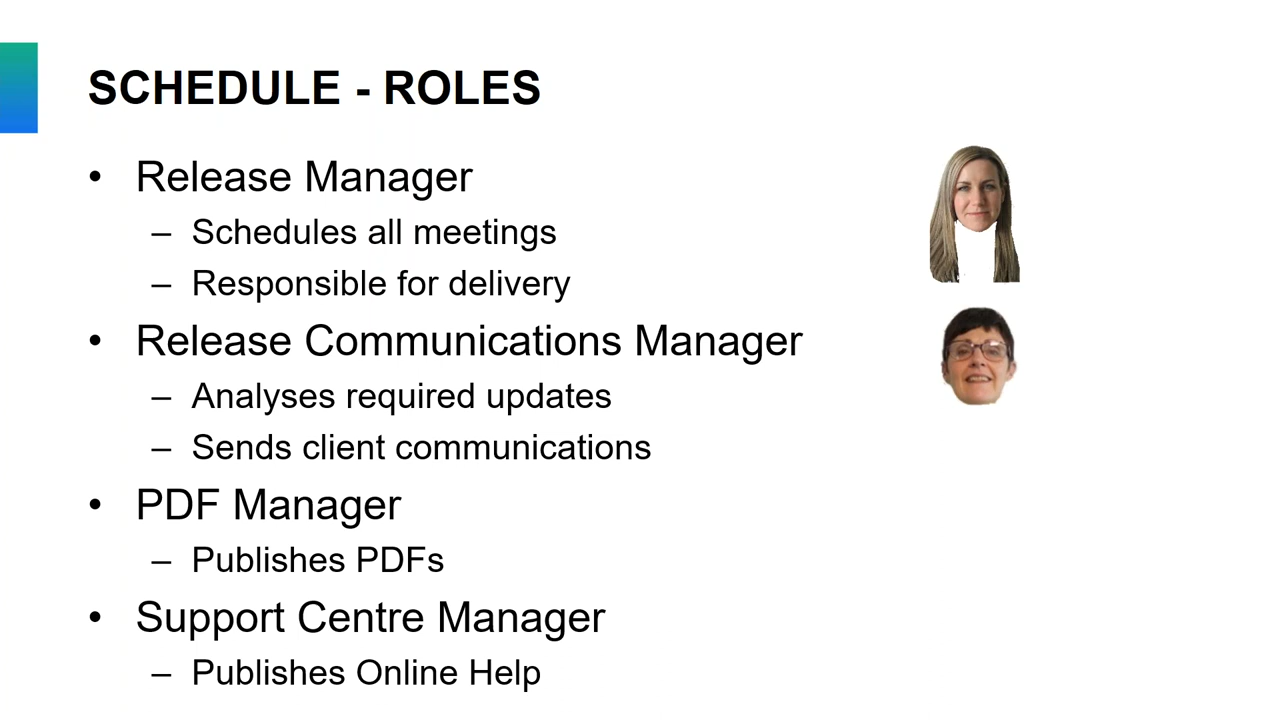 SCHEDULE - ROLES
• Release Manager
– Schedules all meetings
– Responsible for delivery
• Release Communications Manager
– Analyses required updates
– Sends client communications
• PDF Manager
– Publishes PDFs
• Support Centre Manager
– Publishes Online Help